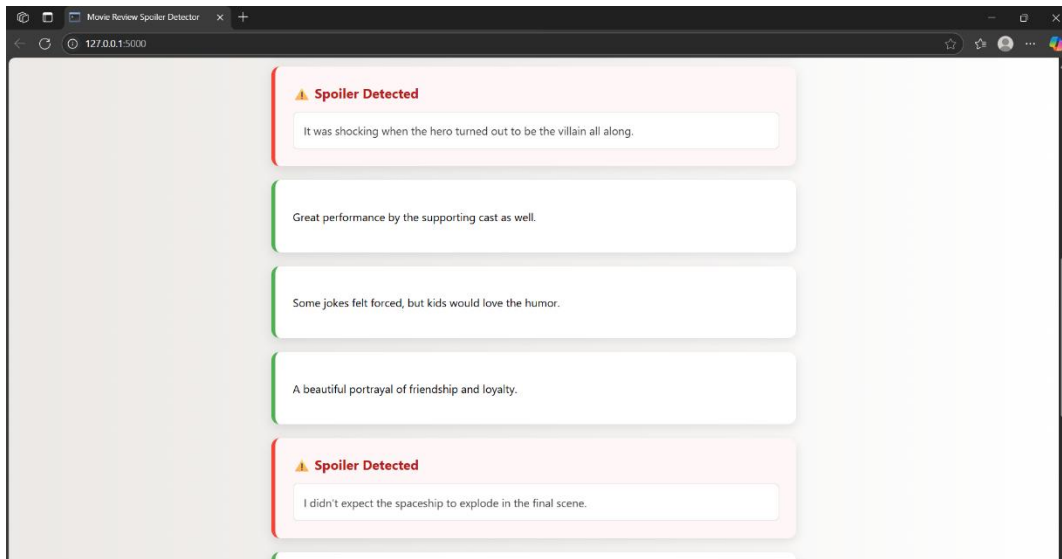 Movie Review Spoiler Detector
127.0.0.1:5000
Spoiler Detected
It was shocking when the hero turned out to be the villain all along.
Great performance by the supporting cast as well.
Some jokes felt forced, but kids would love the humor.
A beautiful portrayal of friendship and loyalty.
Spoiler Detected
I didn't expect the spaceship to explode in the final scene.